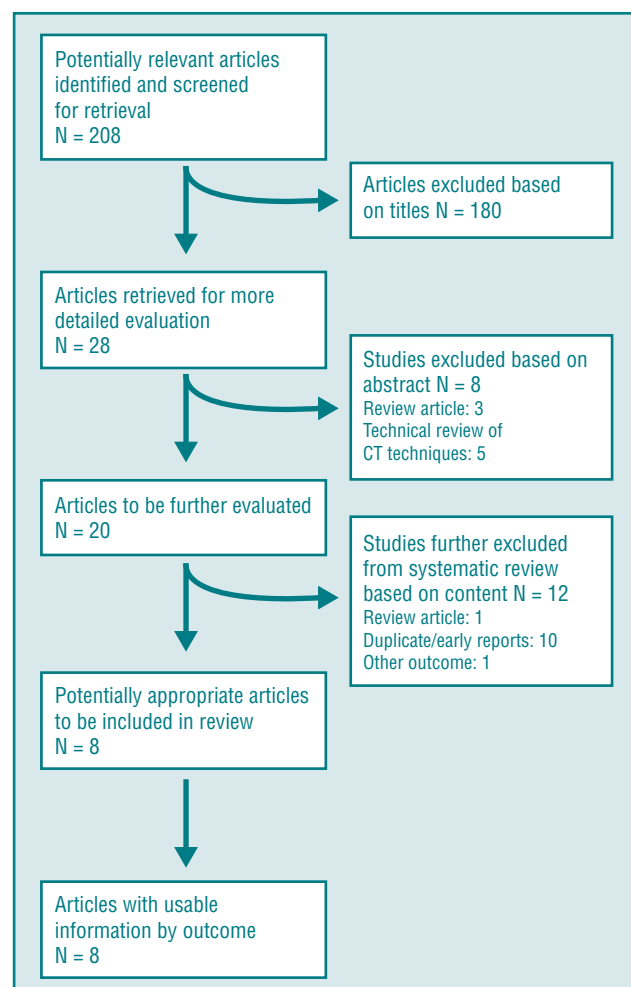 Potentially relevant articles
identified and screened
for retrieval
N = 208
Articles excluded based
on titles N = 180
Articles retrieved for more
detailed evaluation
N = 28
Studies excluded based on
abstract N = 8
Review article: 3
Technical review of
CT techniques: 5
Articles to be further evaluated
N = 20
Studies further excluded
from systematic review
based on content N = 12
Review article: 1
Duplicate/early reports: 10
Other outcome: 1
Potentially appropriate articles
to be included in review
N = 8
Articles with usable
information by outcome
N = 8